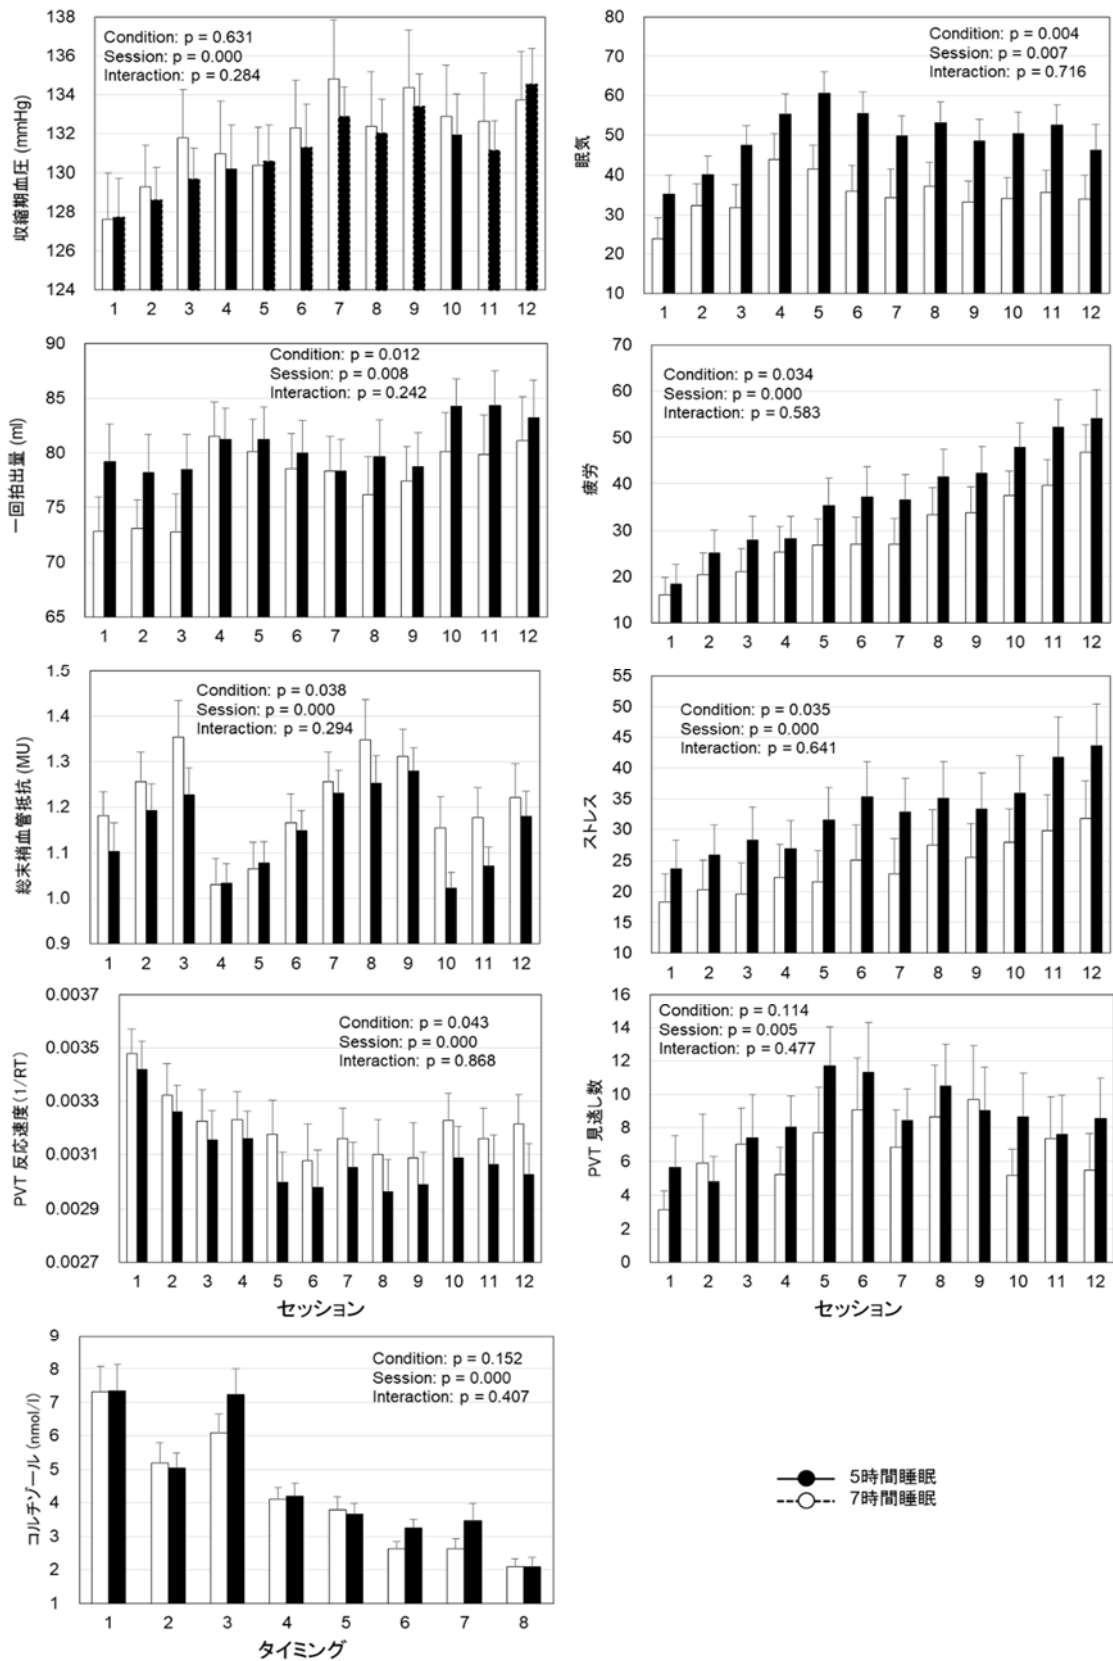 収縮期血圧 (mmHg)
138
136
134
132
130
128
126
124
Condition: p = 0.631
Session: p = 0.000
Interaction: p = 0.284
1 2 3 4 5 6 7 8 9 10 11 12
眠気
80
70
60
50
40
30
20
10
Condition: p = 0.004
Session: p = 0.007
Interaction: p = 0.716
1 2 3 4 5 6 7 8 9 10 11 12
一回拍出量 (ml)
90
85
80
75
70
65
Condition: p = 0.012
Session: p = 0.008
Interaction: p = 0.242
1 2 3 4 5 6 7 8 9 10 11 12
疲労
70
60
50
40
30
20
10
Condition: p = 0.034
Session: p = 0.000
Interaction: p = 0.583
1 2 3 4 5 6 7 8 9 10 11 12
総末梢血管抵抗 (MU)
1.5
1.4
1.3
1.2
1.1
1.0
0.9
Condition: p = 0.038
Session: p = 0.000
Interaction: p = 0.294
1 2 3 4 5 6 7 8 9 10 11 12
ストレス
55
50
45
40
35
30
25
20
15
10
Condition: p = 0.035
Session: p = 0.000
Interaction: p = 0.641
1 2 3 4 5 6 7 8 9 10 11 12
PVT 反応速度(1/RT)
0.0037
0.0035
0.0033
0.0031
0.0029
0.0027
Condition: p = 0.043
Session: p = 0.000
Interaction: p = 0.868
1 2 3 4 5 6 7 8 9 10 11 12
セッション
PVT 見逃し数
16
14
12
10
8
6
4
2
0
Condition: p = 0.114
Session: p = 0.005
Interaction: p = 0.477
1 2 3 4 5 6 7 8 9 10 11 12
セッション
コルチゾール (nmol/l)
9
8
7
6
5
4
3
2
1
Condition: p = 0.152
Session: p = 0.000
Interaction: p = 0.407
1 2 3 4 5 6 7 8
タイミング
5時間睡眠
7時間睡眠